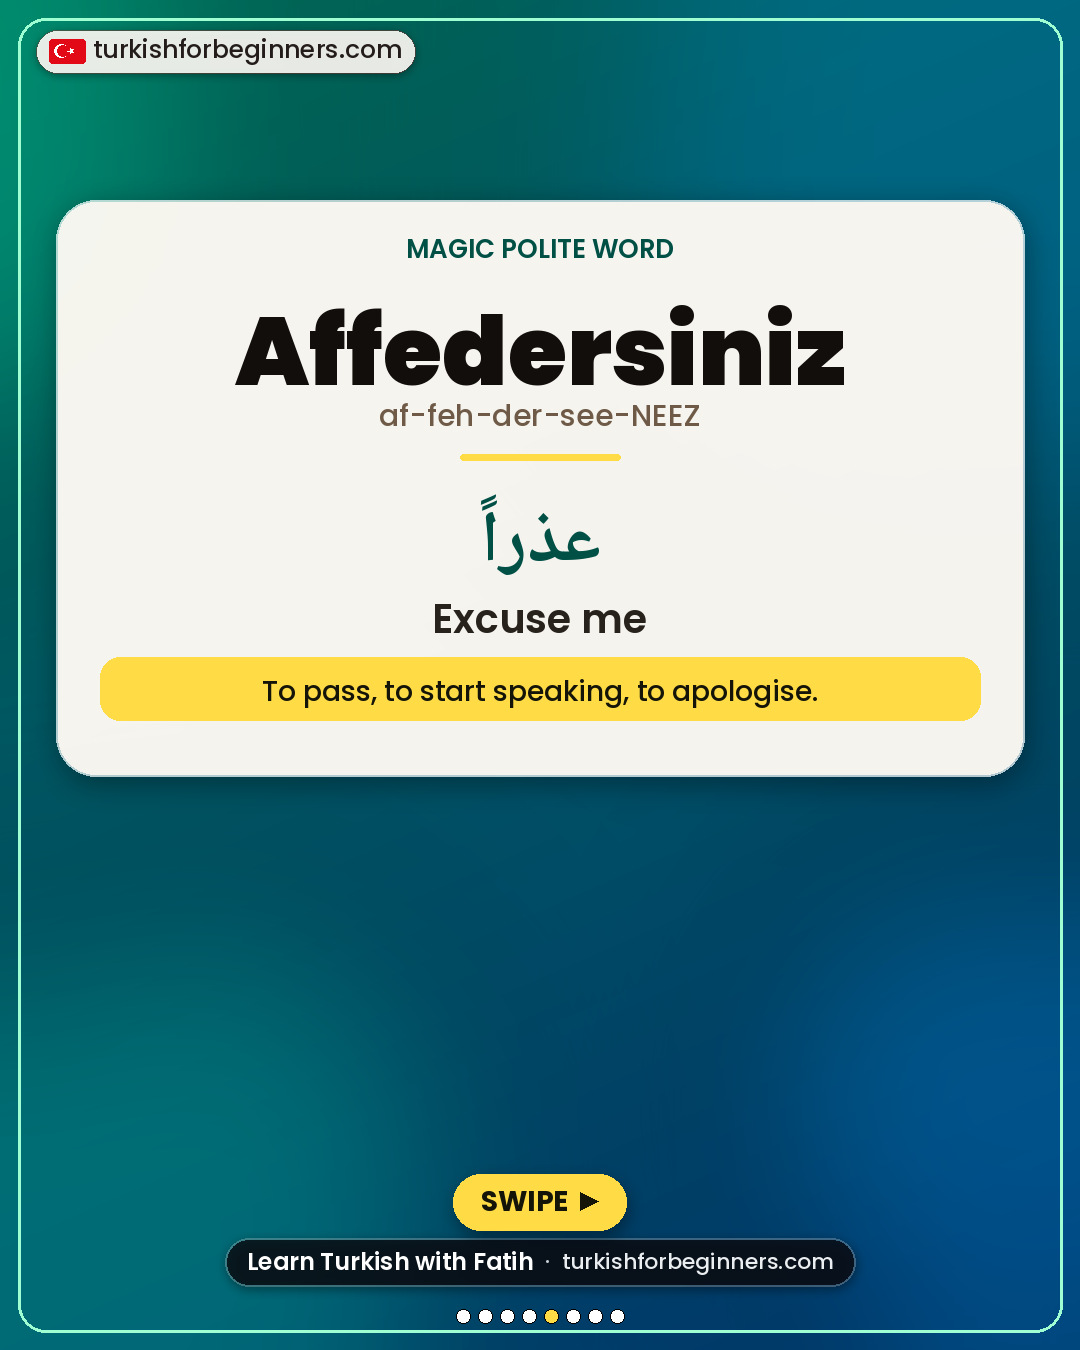 turkishforbeginners.com
MAGIC POLITE WORD
Affedersiniz
af-feh-der-see-NEEZ
عذراً
Excuse me
To pass, to start speaking, to apologise.
SWIPE ▶
Learn Turkish with Fatih · turkishforbeginners.com